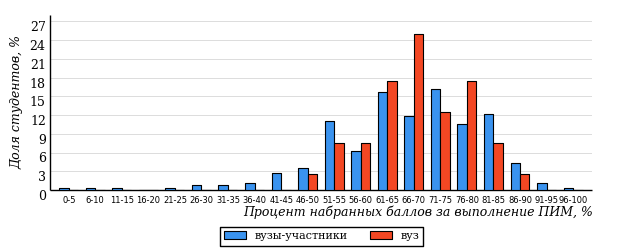 Доля студентов, %
27
24
21
18
15
12
9
6
3
0
0-5 6-10 11-15 16-20 21-25 26-30 31-35 36-40 41-45 46-50 51-55 56-60 61-65 66-70 71-75 76-80 81-85 86-90 91-95 96-100
Процент набранных баллов за выполнение ПИМ, %
вузы-участники вуз